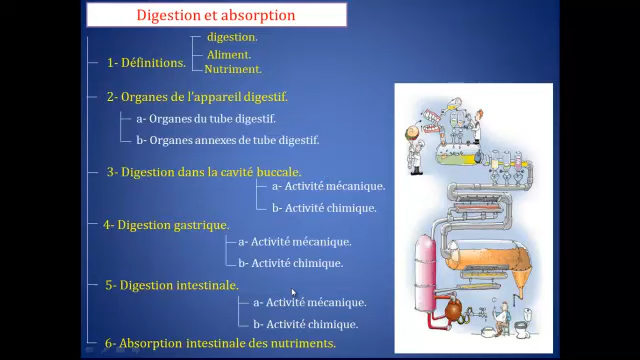 Digestion et absorption
digestion.
Aliment.
1- Définitions.
Nutriment.
2- Organes de l'appareil digestif.
a- Organes du tube digestif.
b- Organes annexes de tube digestif.
3- Digestion dans la cavité buccale.
a- Activité mécanique.
b- Activité chimique.
4- Digestion gastrique.
a- Activité mécanique.
b- Activité chimique.
5- Digestion intestinale.
a- Activité mécanique.
b- Activité chimique.
6- Absorption intestinale des nutriments.